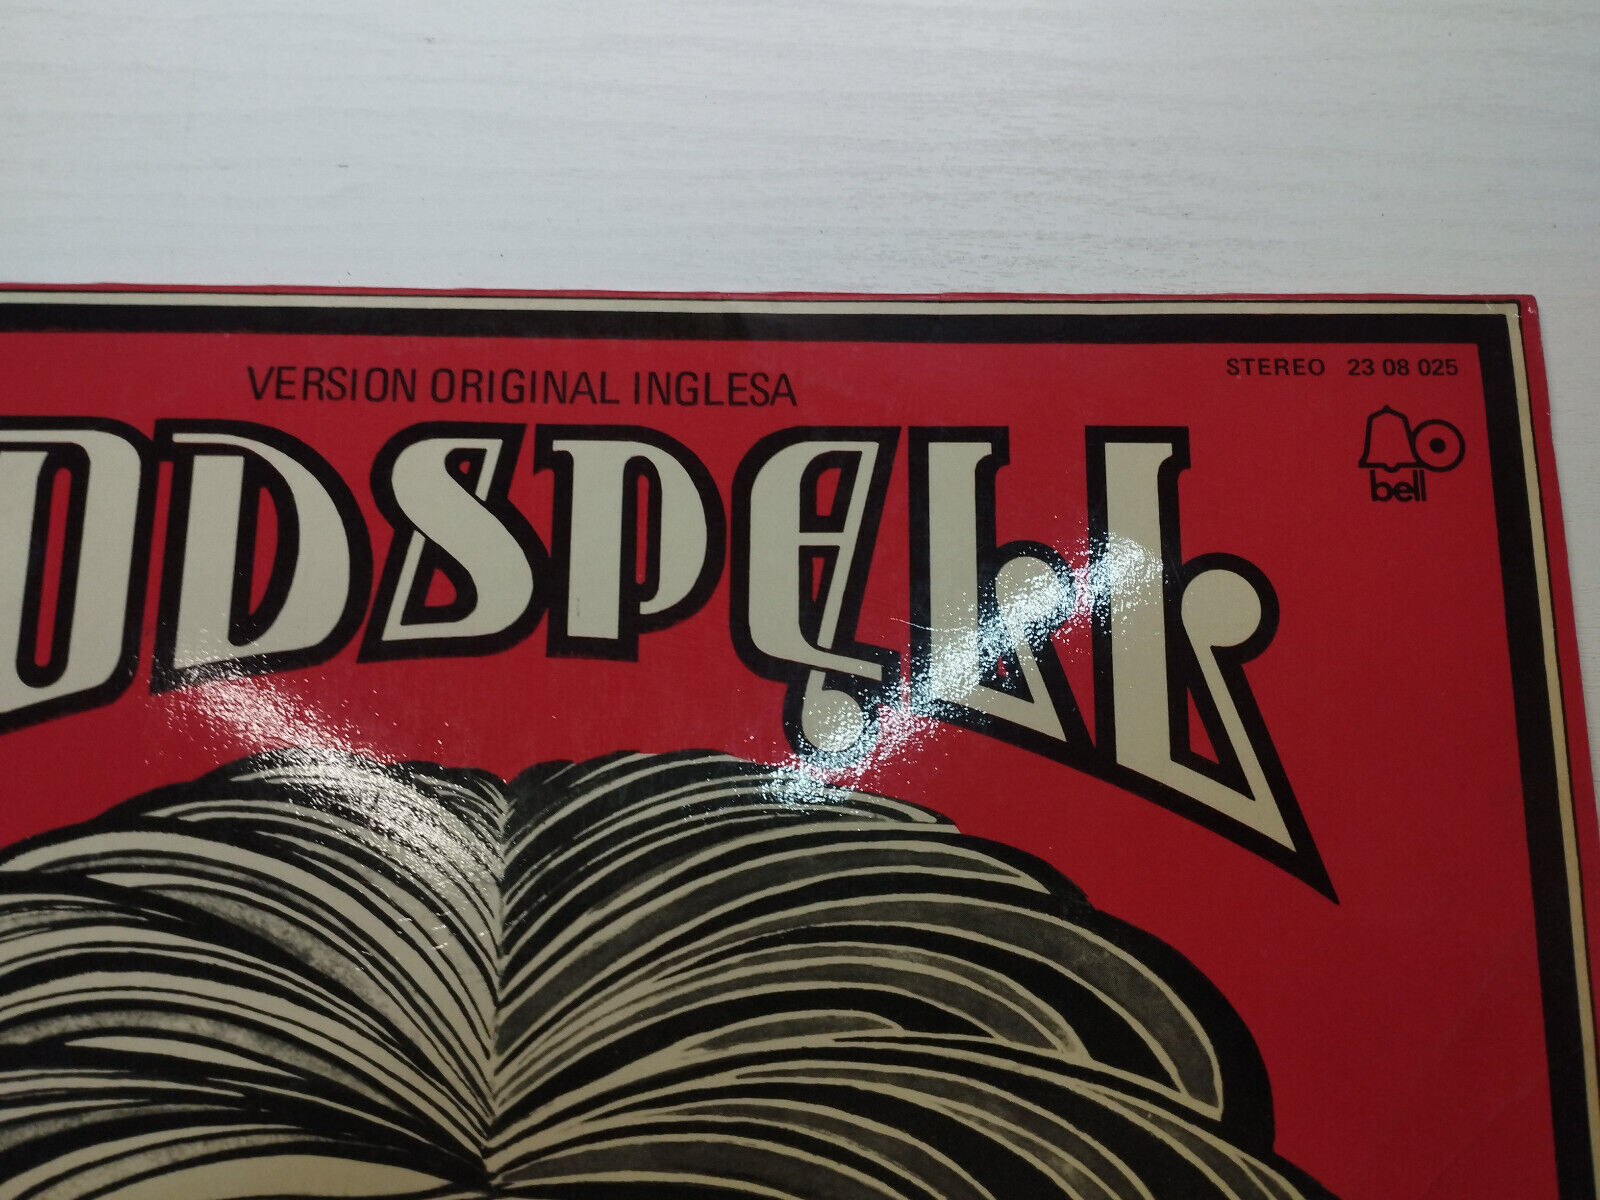 VERSION ORIGINAL INGLESA
STEREO 23 08 025
bell
ODSPELL